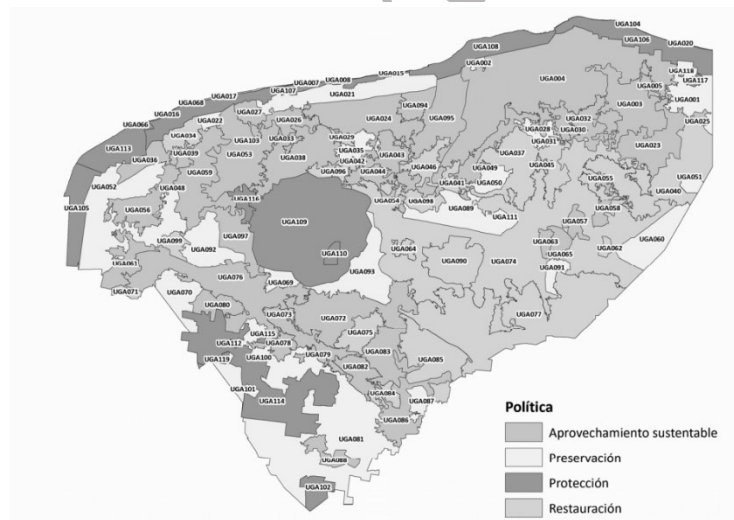 UGA104
UGA020
UGA106
UGA108
UGA002
UGA118
UGA117
UGA015
UGA008
UGA007
UGA107
UGA021
UGA004
UGA005
UGA001
UGA003
UGA017
UGA068
UGA016
UGA066
UGA027
UGA022
UGA026
UGA024
UGA094
UGA095
UGA032
UGA028
UGA030
UGA031
UGA025
UGA113
UGA034
UGA036
UGA039
UGA103
UGA033
UGA029
UGA035
UGA042
UGA043
UGA023
UGA053
UGA038
UGA096
UGA044
UGA046
UGA037
UGA045
UGA049
UGA050
UGA041
UGA059
UGA052
UGA048
UGA055
UGA051
UGA040
UGA116
UGA054
UGA098
UGA089
UGA111
UGA058
UGA057
UGA105
UGA056
UGA109
UGA097
UGA099
UGA092
UGA110
UGA064
UGA063
UGA062
UGA060
UGA065
UGA061
UGA093
UGA090
UGA074
UGA091
UGA071
UGA070
UGA076
UGA069
UGA080
UGA073
UGA072
UGA075
UGA077
UGA115
UGA112
UGA078
UGA100
UGA079
UGA083
UGA082
UGA085
UGA119
UGA101
UGA114
UGA084
UGA087
UGA086
UGA081
UGA088
UGA102
Política
Aprovechamiento sustentable
Preservación
Protección
Restauración